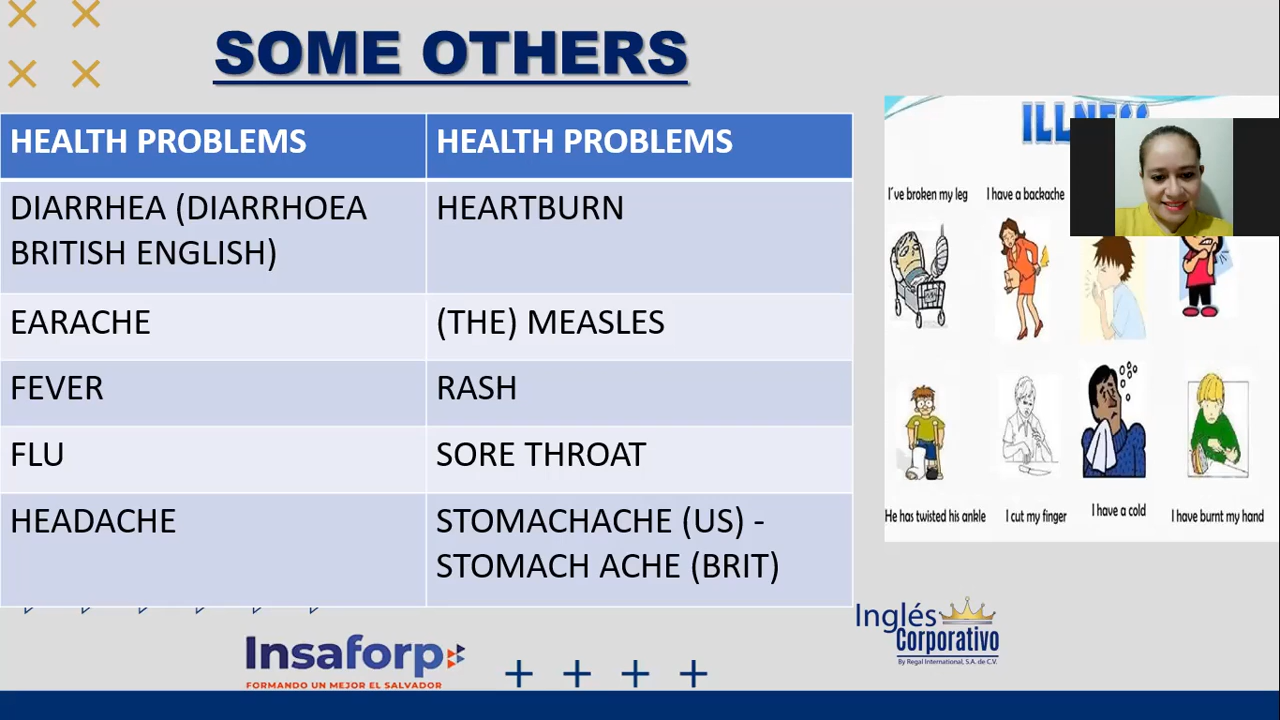 SOME OTHERS
HEALTH PROBLEMS
HEALTH PROBLEMS
DIARRHEA (DIARRHOEA
BRITISH ENGLISH)
HEARTBURN
EARACHE
(THE) MEASLES
FEVER
RASH
FLU
SORE THROAT
HEADACHE
STOMACHACHE (US) -
STOMACH ACHE (BRIT)
I´ve broken my leg
I have a backache
He has twisted his ankle
I cut my finger
I have a cold
I have burnt my hand
Insaforp
FORMANDO UN MEJOR EL SALVADOR
Inglés
Corporativo
By Regal International, S.A. de C.V.